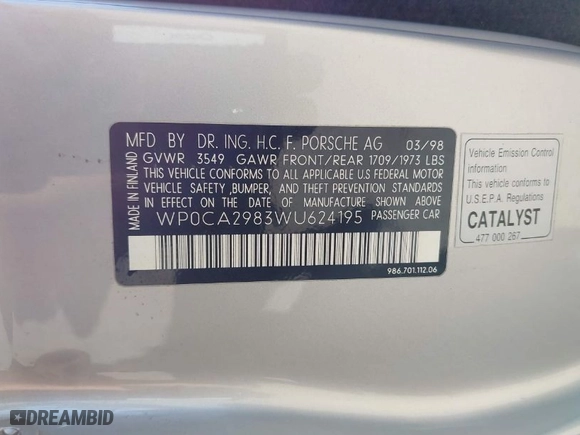 MFD BY DR. ING. H.C. F. PORSCHE AG 03/98
GVWR 3549 GAWR FRONT/REAR 1709/1973 LBS
THIS VEHICLE CONFORMS TO ALL APPLICABLE U.S FEDERAL MOTOR
VEHICLE SAFETY,BUMPER, AND THEFT PREVENTION STANDARDS
IN EFFECT ON THE DATE OF MANUFACTURE SHOWN ABOVE
WP0CA2983WU624195 PASSENGER CAR
MADE IN FINLAND
986.701.112.06
Vehicle Emission Control
information
Conforms to
U.S.E.P.A. Regulations
CATALYST
477 000 267
DREAMBID